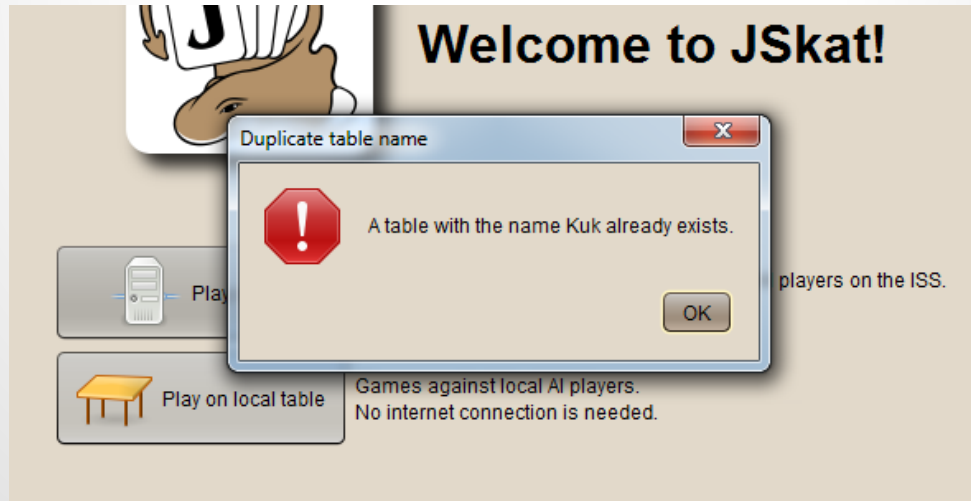 J
Welcome to JSkat!
Duplicate table name
A table with the name Kuk already exists.
Play
players on the ISS.
OK
Play on local table
Games against local AI players.
No internet connection is needed.